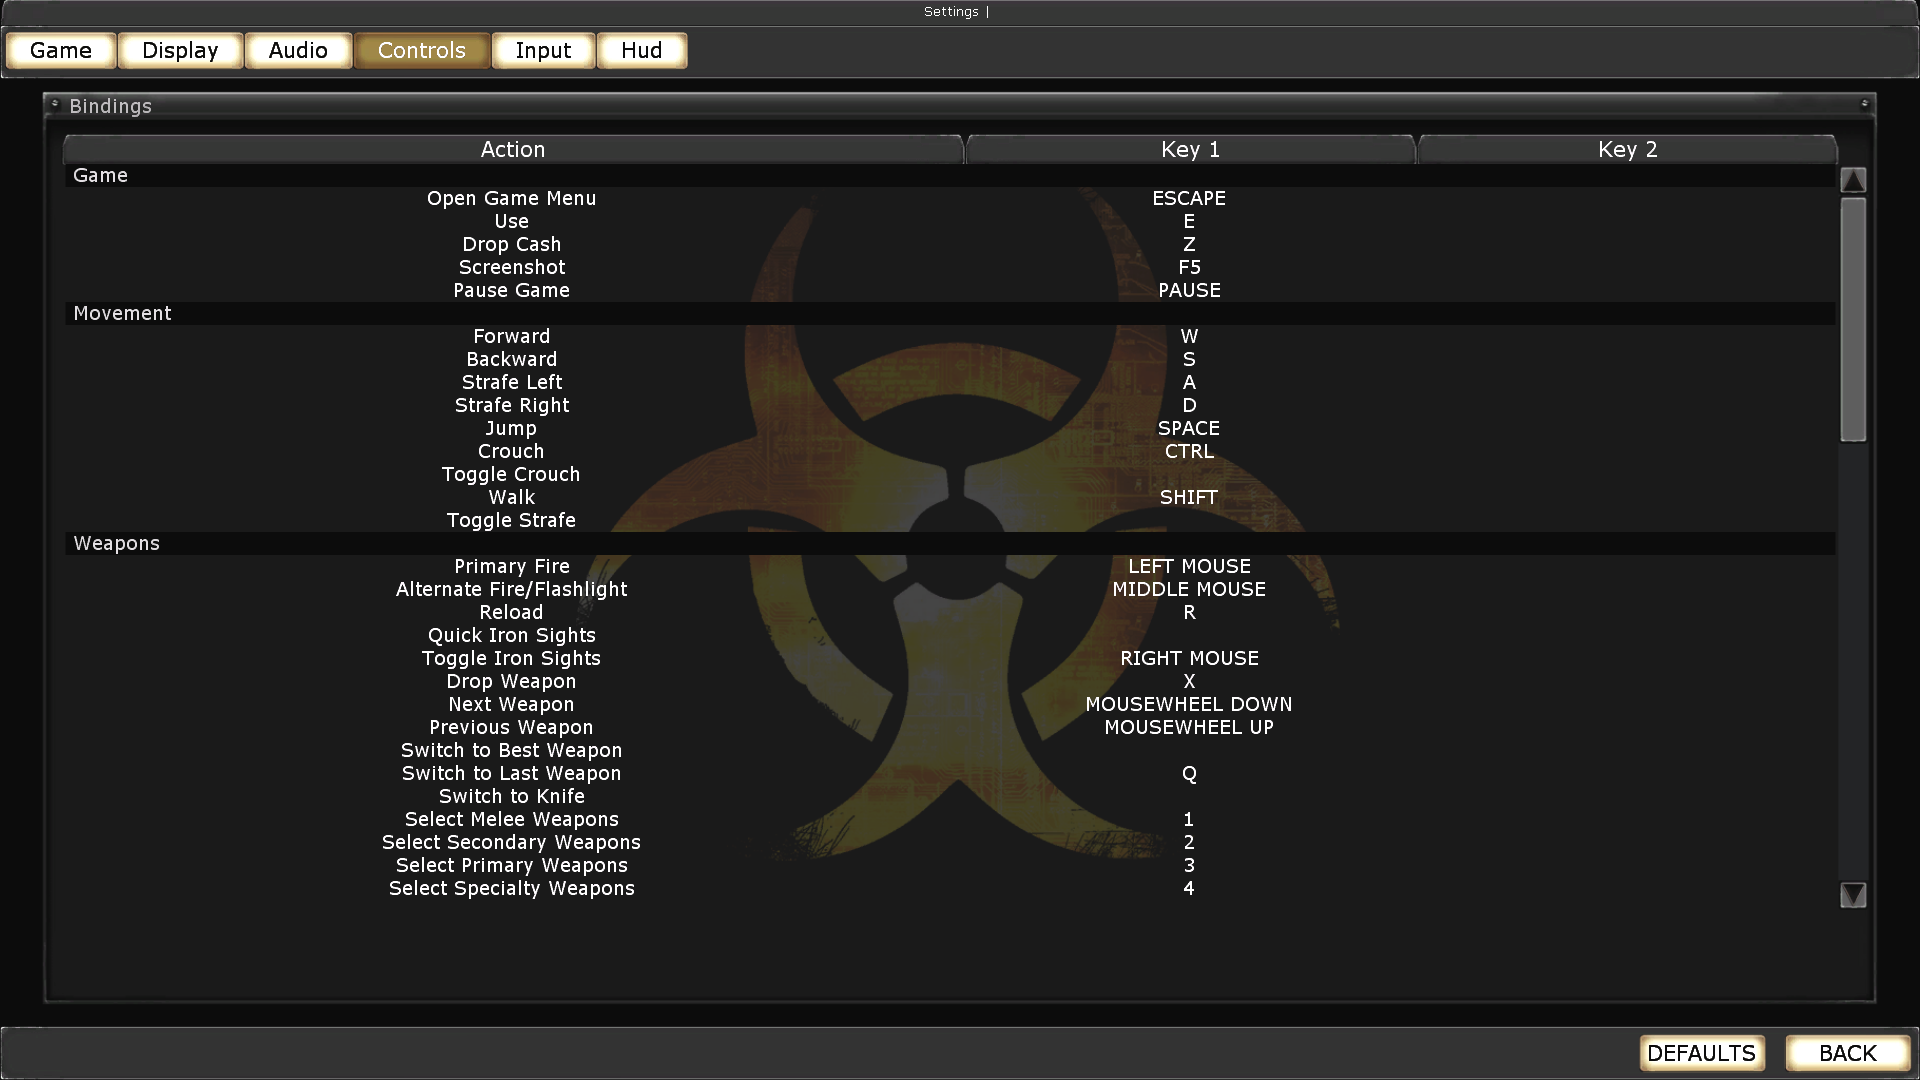 Settings |
Game Display Audio Controls Input Hud
Bindings
Action Key 1 Key 2
Game
Open Game Menu ESCAPE
Use E
Drop Cash Z
Screenshot F5
Pause Game PAUSE
Movement
Forward W
Backward S
Strafe Left A
Strafe Right D
Jump SPACE
Crouch CTRL
Toggle Crouch
Walk SHIFT
Toggle Strafe
Weapons
Primary Fire LEFT MOUSE
Alternate Fire/Flashlight MIDDLE MOUSE
Reload R
Quick Iron Sights
Toggle Iron Sights RIGHT MOUSE
Drop Weapon X
Next Weapon MOUSEWHEEL DOWN
Previous Weapon MOUSEWHEEL UP
Switch to Best Weapon
Switch to Last Weapon Q
Switch to Knife
Select Melee Weapons 1
Select Secondary Weapons 2
Select Primary Weapons 3
Select Specialty Weapons 4
DEFAULTS BACK